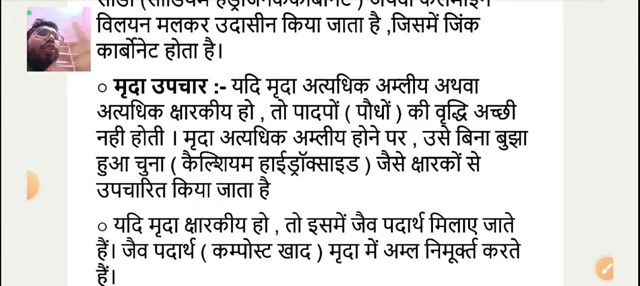 विलयन मलकर उदासीन किया जाता है ,जिसमें जिंक
कार्बोनेट होता है।
○ मृदा उपचार :- यदि मृदा अत्यधिक अम्लीय अथवा
अत्यधिक क्षारकीय हो , तो पादपों ( पौधों ) की वृद्धि अच्छी
नही होती । मृदा अत्यधिक अम्लीय होने पर , उसे बिना बुझा
हुआ चुना ( कैल्शियम हाईड्रॉक्साइड ) जैसे क्षारकों से
उपचारित किया जाता है
○ यदि मृदा क्षारकीय हो , तो इसमें जैव पदार्थ मिलाए जाते
हैं। जैव पदार्थ ( कम्पोस्ट खाद ) मृदा में अम्ल निमूर्क्त करते
हैं।